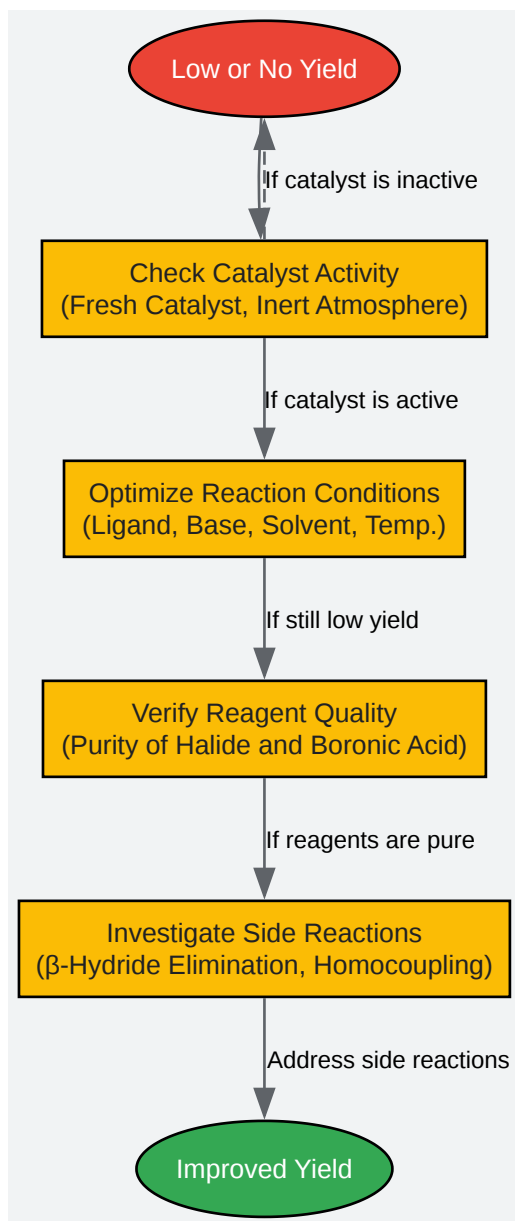 Low or No Yield
If catalyst is inactive
Check Catalyst Activity
(Fresh Catalyst, Inert Atmosphere)
If catalyst is active
Optimize Reaction Conditions
(Ligand, Base, Solvent, Temp.)
If still low yield
Verify Reagent Quality
(Purity of Halide and Boronic Acid)
If reagents are pure
Investigate Side Reactions
(β-Hydride Elimination, Homocoupling)
Address side reactions
Improved Yield